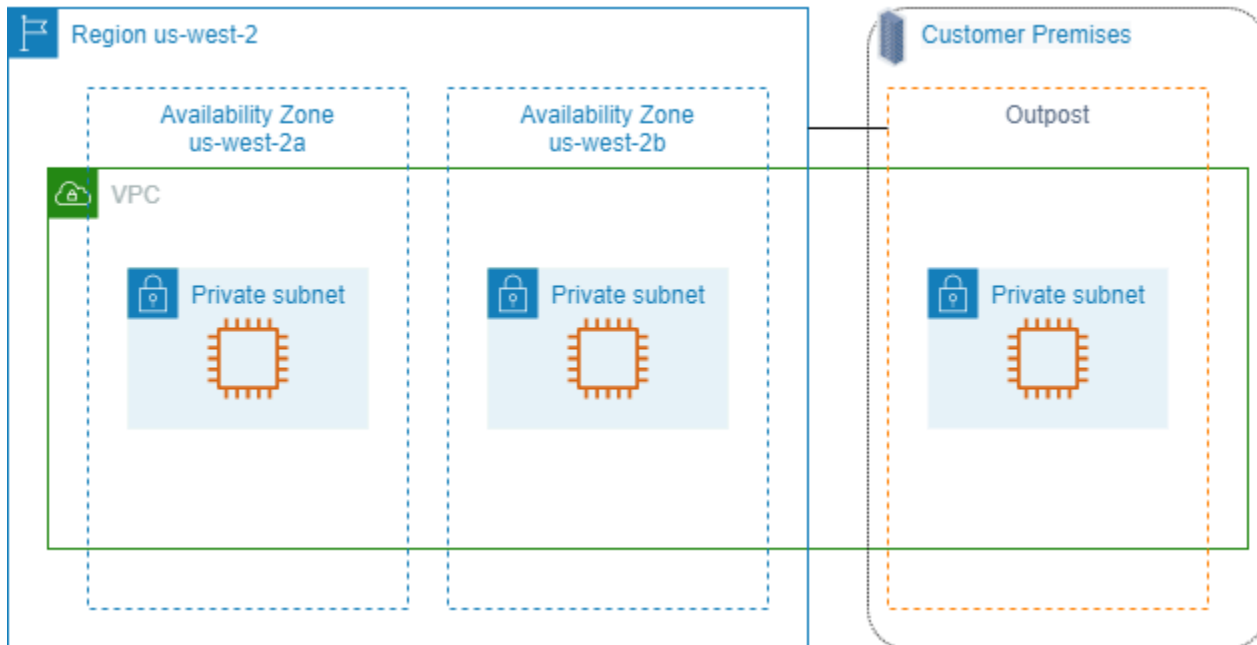 Region us-west-2
Customer Premises
Availability Zone
us-west-2a
Availability Zone
us-west-2b
Outpost
VPC
Private subnet
Private subnet
Private subnet